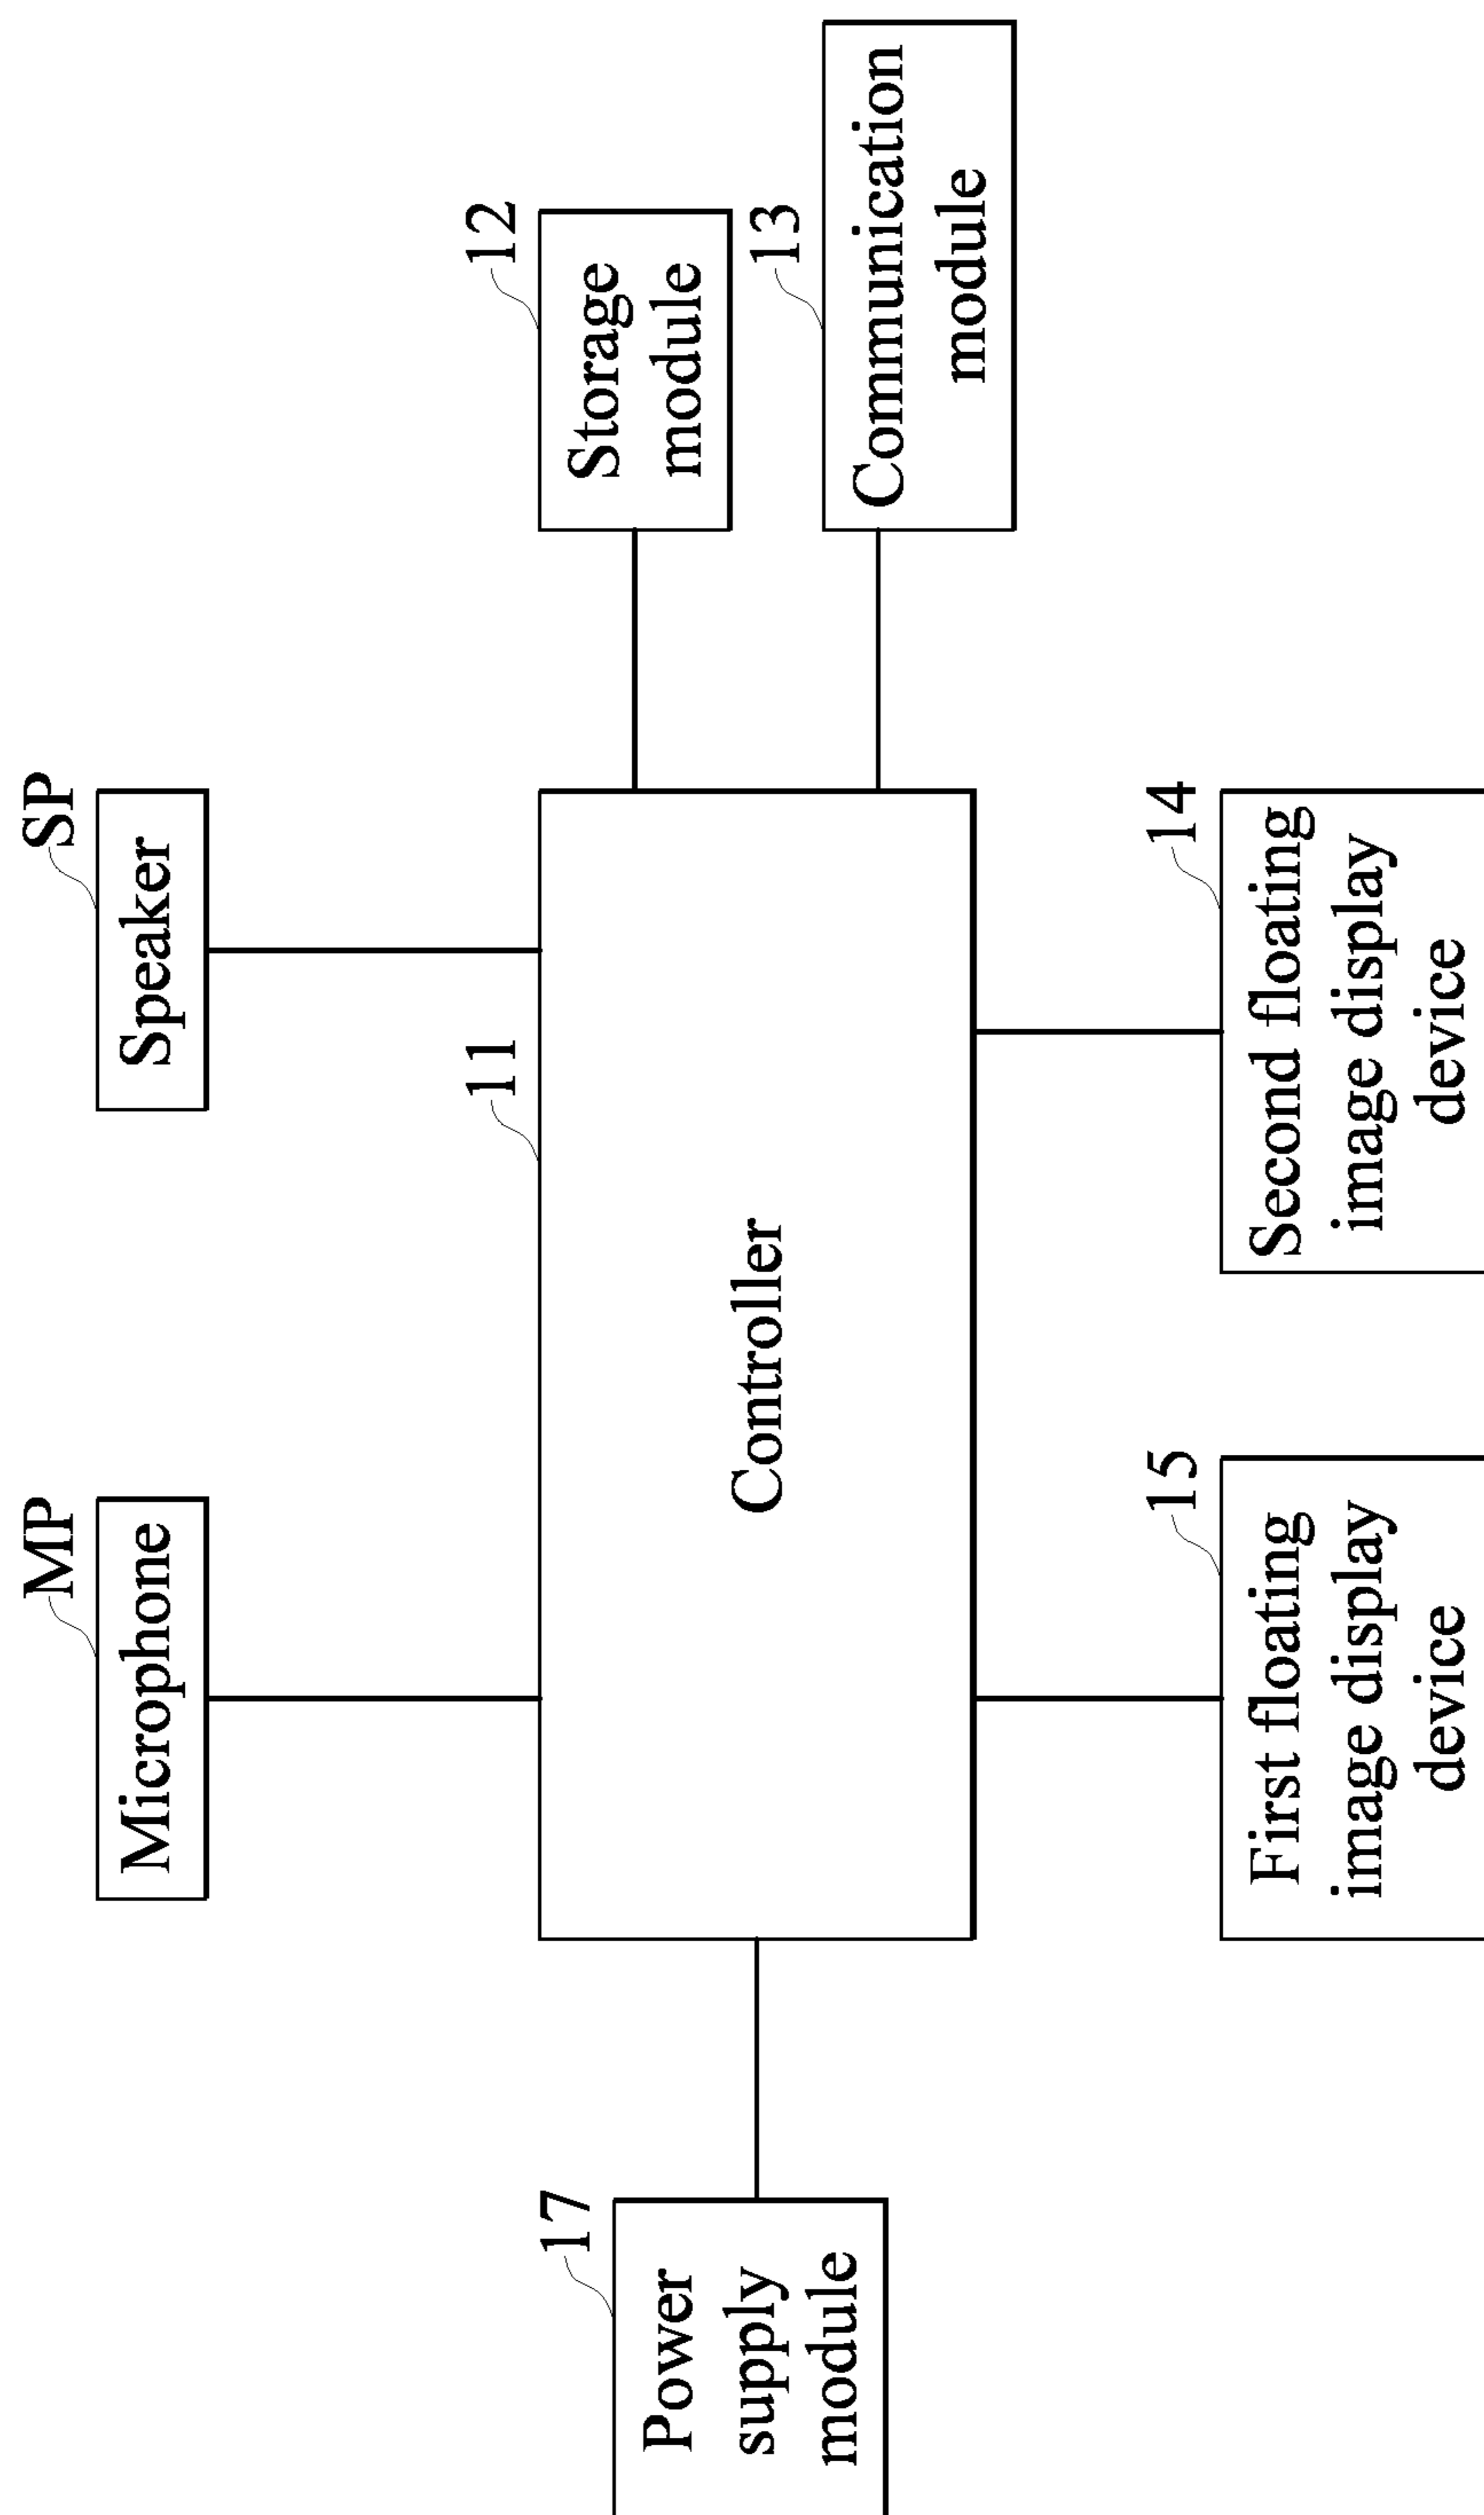 MP
Microphone
SP
Speaker
11
Controller
12
Storage
module
13
Communication
module
17
Power
supply
module
15
First floating
image display
device
14
Second floating
image display
device